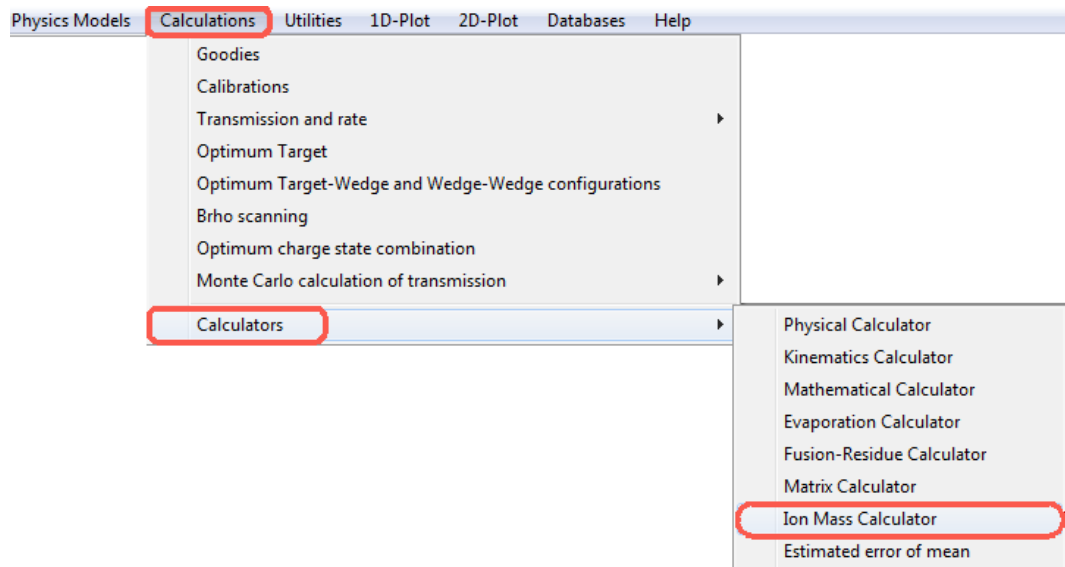 Physics Models Calculations Utilities 1D-Plot 2D-Plot Databases Help
Goodies
Calibrations
Transmission and rate
Optimum Target
Optimum Target-Wedge and Wedge-Wedge configurations
Brho scanning
Optimum charge state combination
Monte Carlo calculation of transmission
Calculators
Physical Calculator
Kinematics Calculator
Mathematical Calculator
Evaporation Calculator
Fusion-Residue Calculator
Matrix Calculator
Ion Mass Calculator
Estimated error of mean